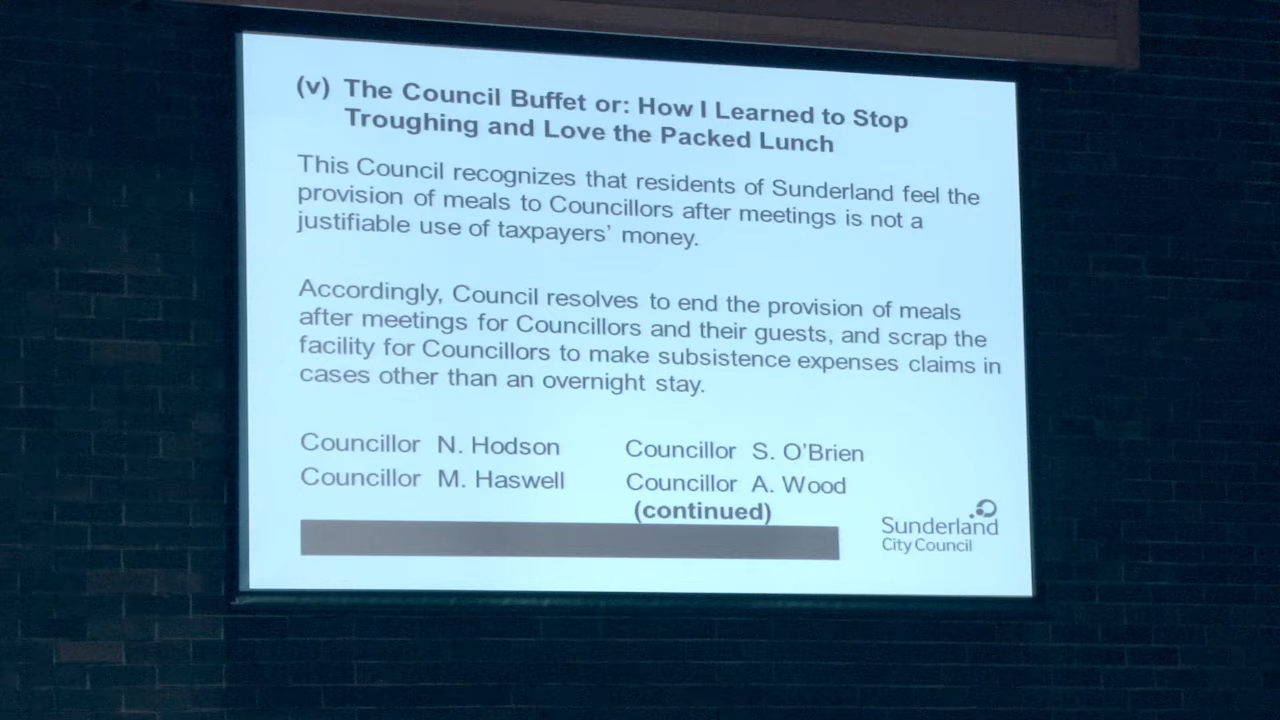 (v) The Council Buffet or: How I Learned to Stop
Troughing and Love the Packed Lunch
This Council recognizes that residents of Sunderland feel the
provision of meals to Councillors after meetings is not a
justifiable use of taxpayers’ money.
Accordingly, Council resolves to end the provision of meals
after meetings for Councillors and their guests, and scrap the
facility for Councillors to make subsistence expenses claims in
cases other than an overnight stay.
Councillor N. Hodson Councillor S. O’Brien
Councillor M. Haswell Councillor A. Wood
(continued)
Sunderland
City Council